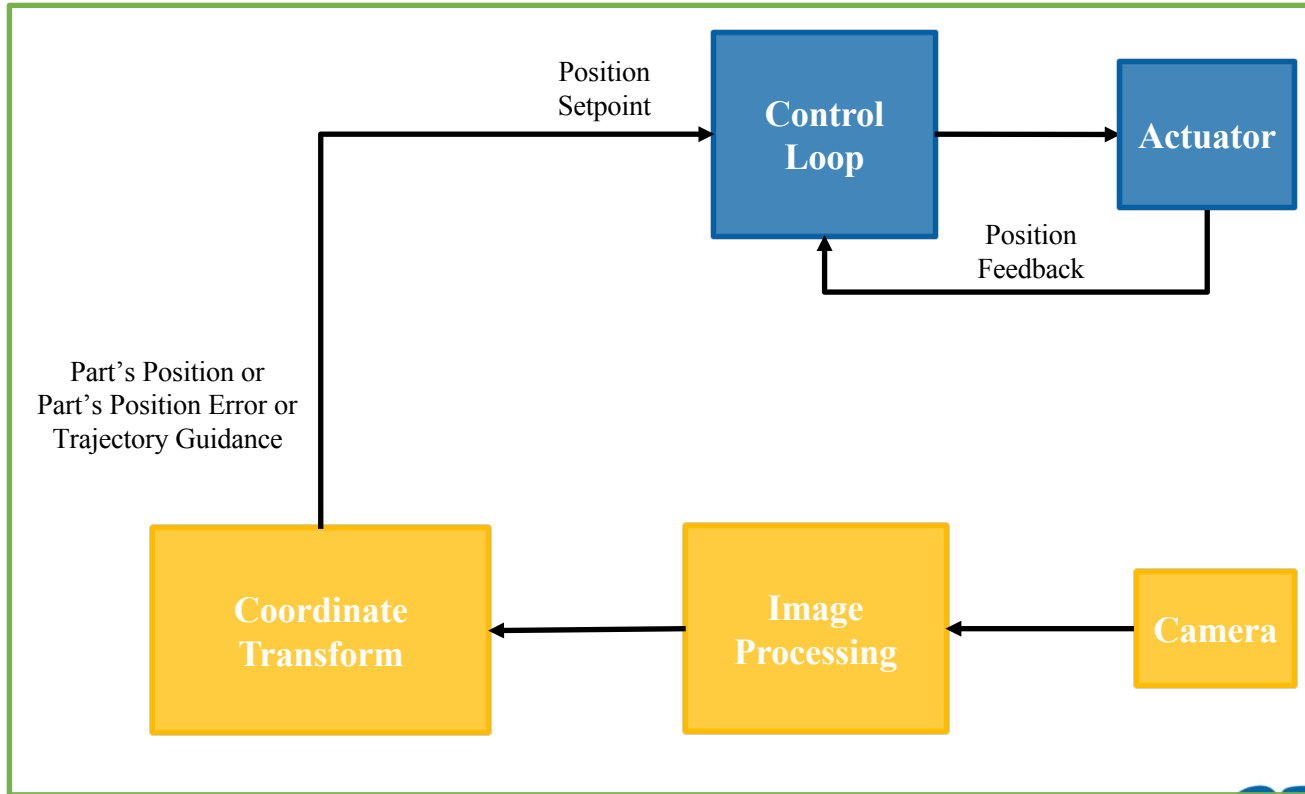 Position
Setpoint
Control
Loop
Actuator
Position
Feedback
Part’s Position or
Part’s Position Error or
Trajectory Guidance
Coordinate
Transform
Image
Processing
Camera